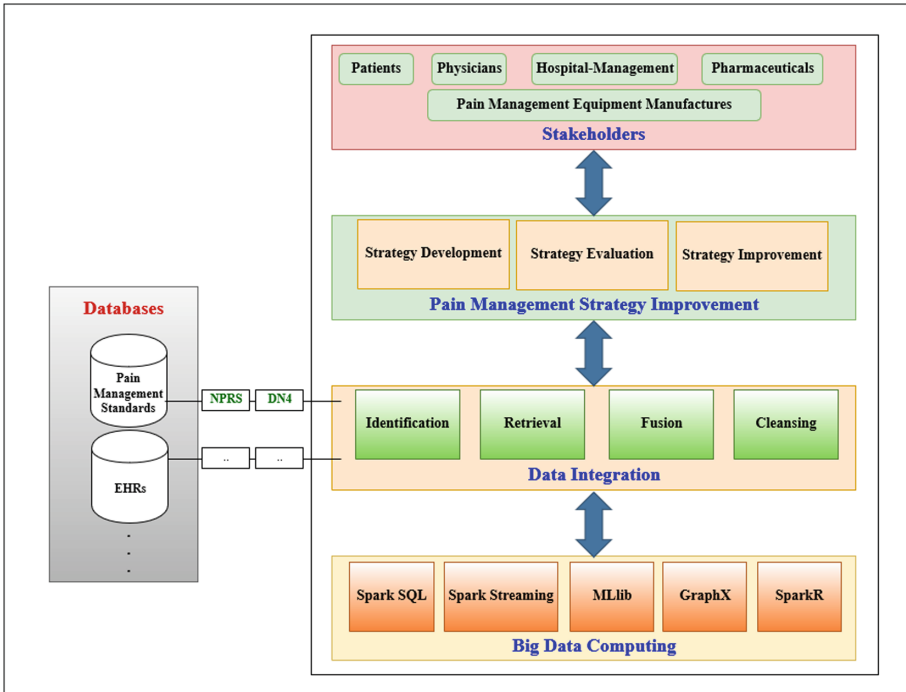 Patients
Physicians
Hospital-Management
Pharmaceuticals
Pain Management Equipment Manufactures
Stakeholders
Strategy Development
Strategy Evaluation
Strategy Improvement
Pain Management Strategy Improvement
Databases
Pain
Management
Standards
NPRS
DN4
EHRs
..
..
.
.
.
Identification
Retrieval
Fusion
Cleansing
Data Integration
Spark SQL
Spark Streaming
MLlib
GraphX
SparkR
Big Data Computing